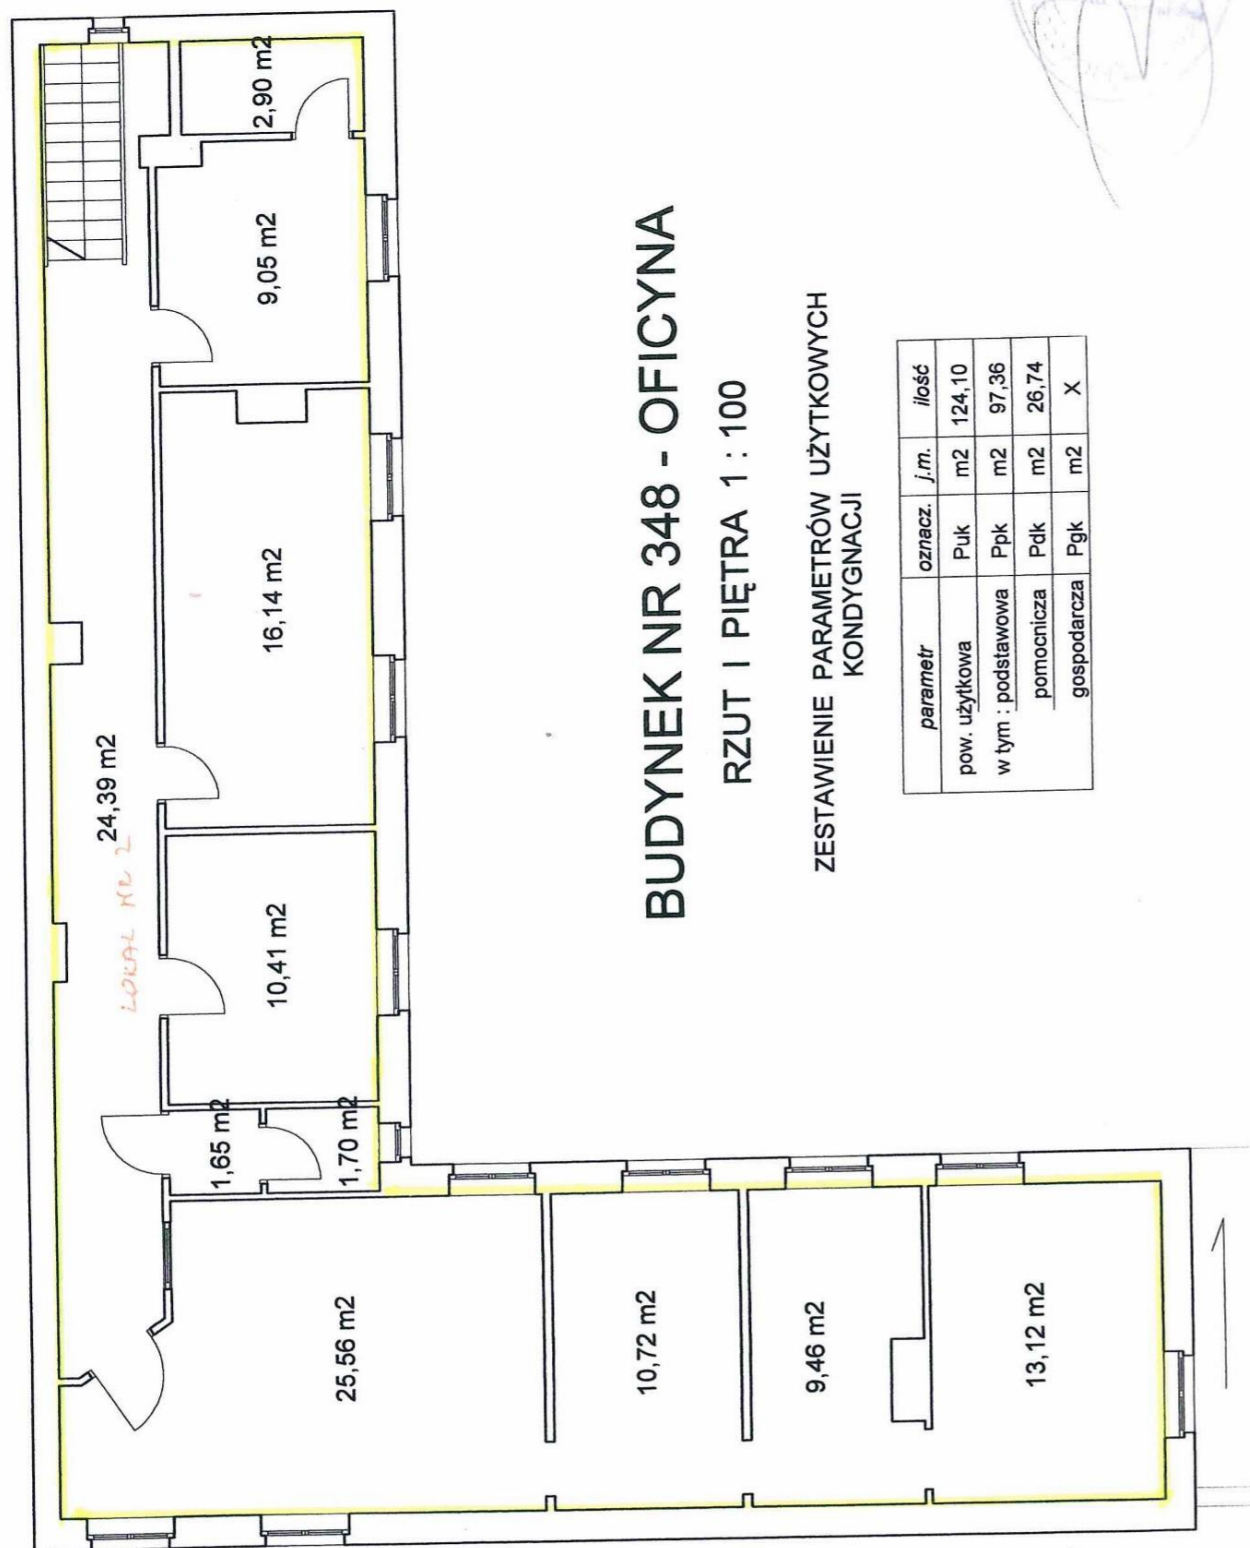 2,90 m2
9,05 m2
16,14 m2
24,39 m2
LOKAL NR 2
10,41 m2
1,65 m2
1,70 m2
25,56 m2
10,72 m2
9,46 m2
13,12 m2
BUDYNEK NR 348 - OFICYNA
RZUT I PIĘTRA 1 : 100
ZESTAWIENIE PARAMETRÓW UŻYTKOWYCH
KONDYGNACJI
parametr oznacz. j.m. ilość
pow. użytkowa Puk m2 124,10
w tym : podstawowa Ppk m2 97,36
pomocnicza Pdk m2 26,74
gospodarcza Pgk m2 X